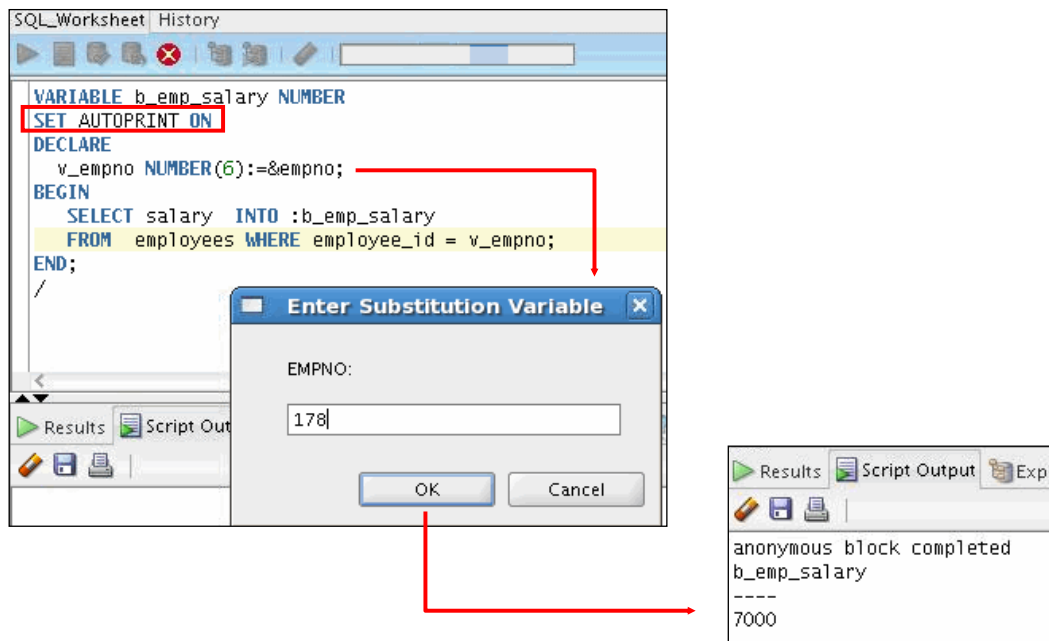 SQL_Worksheet History
VARIABLE b_emp_salary NUMBER
SET AUTOPRINT ON
DECLARE
v_empno NUMBER(6):=&empno;
BEGIN
SELECT salary INTO :b_emp_salary
FROM employees WHERE employee_id = v_empno;
END;
/
Enter Substitution Variable
EMPNO:
178
OK Cancel
Results Script Out
Results Script Output Exp
anonymous block completed
b_emp_salary
----
7000